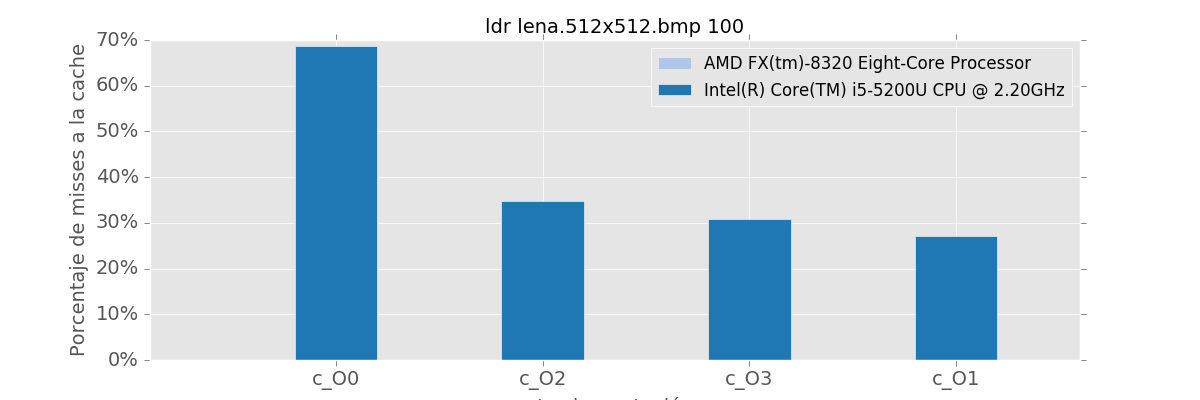 ldr lena.512x512.bmp 100
AMD FX(tm)-8320 Eight-Core Processor
Intel(R) Core(TM) i5-5200U CPU @ 2.20GHz
Porcentaje de misses a la cache
70%
60%
50%
40%
30%
20%
10%
0%
c_O0
c_O2
c_O3
c_O1